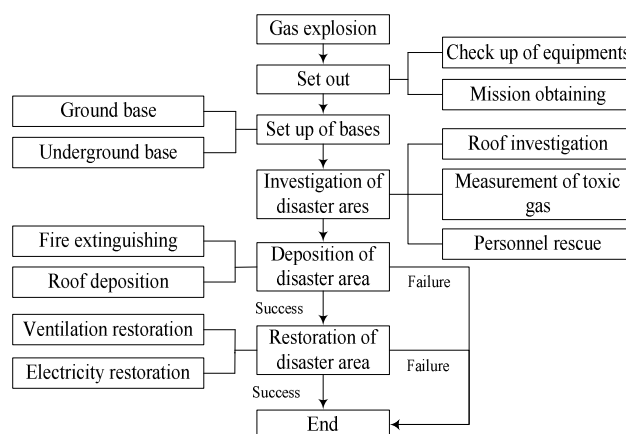 Gas explosion
Check up of equipments
Set out
Mission obtaining
Ground base
Set up of bases
Underground base
Roof investigation
Investigation of
disaster ares
Measurement of toxic
gas
Personnel rescue
Fire extinguishing
Deposition of
disaster area
Roof deposition
Failure
Success
Ventilation restoration
Restoration of
disaster area
Electricity restoration
Failure
Success
End